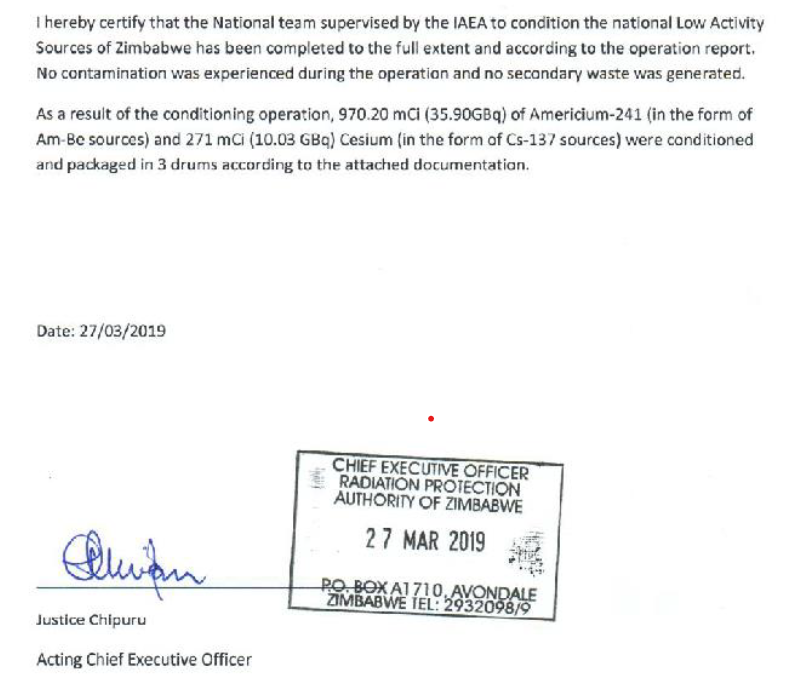 I hereby certify that the National team supervised by the IAEA to condition the national Low Activity
Sources of Zimbabwe has been completed to the full extent and according to the operation report.
No contamination was experienced during the operation and no secondary waste was generated.
As a result of the conditioning operation, 970.20 mCi (35.90GBq) of Americium-241 (in the form of
Am-Be sources) and 271 mCi (10.03 GBq) Cesium (in the form of Cs-137 sources) were conditioned
and packaged in 3 drums according to the attached documentation.
Date: 27/03/2019
CHIEF EXECUTIVE OFFICER
RADIATION PROTECTION
AUTHORITY OF ZIMBABWE
27 MAR 2019
P.O. BOX A1710, AVONDALE
ZIMBABWE TEL: 2932098/9
Justice Chipuru
Acting Chief Executive Officer